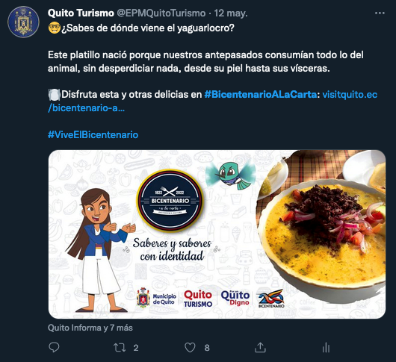 Quito Turismo @EPMQuitoTurismo · 12 may.
¿Sabes de dónde viene el yaguarlocro?
Este platillo nació porque nuestros antepasados consumían todo lo del
animal, sin desperdiciar nada, desde su piel hasta sus vísceras.
Disfruta esta y otras delicias en #BicentenarioALaCarta: visitquito.ec
/bicentenario-a...
#ViveElBicentenario
BICENTENARIO
a la carta
Saberes y sabores
con identidad
Municipio
de Quito
Quito
TURISMO
Quito
Digno
BICENTENARIO
Quito Informa y 7 más
2
8